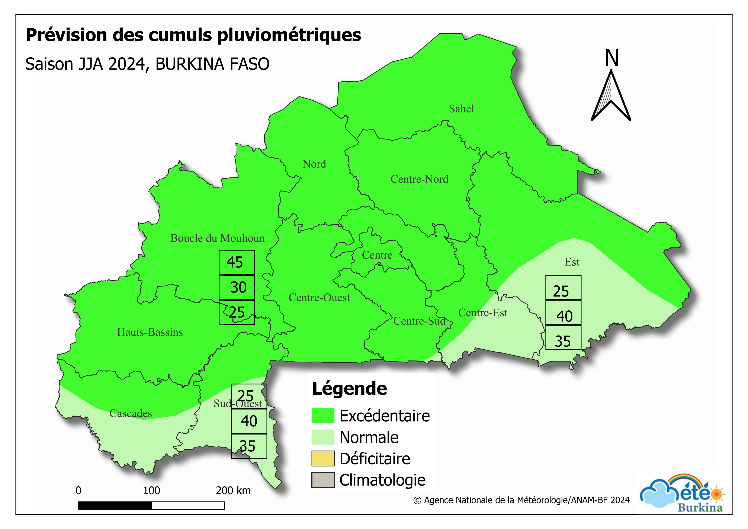 Prévision des cumuls pluviométriques
Saison JJA 2024, BURKINA FASO
N
Sahel
Nord
Centre-Nord
Boucle du Mouhoun
Centre
Est
45
30
25
25
40
35
Centre-Ouest
Centre-Est
Centre-Sud
Hauts-Bassins
Cascades
Sud-Ouest
25
40
35
Légende
Excédentaire
Normale
Déficitaire
Climatologie
0 100 200 km
© Agence Nationale de la Météorologie/ANAM-BF 2024
Météo
Burkina